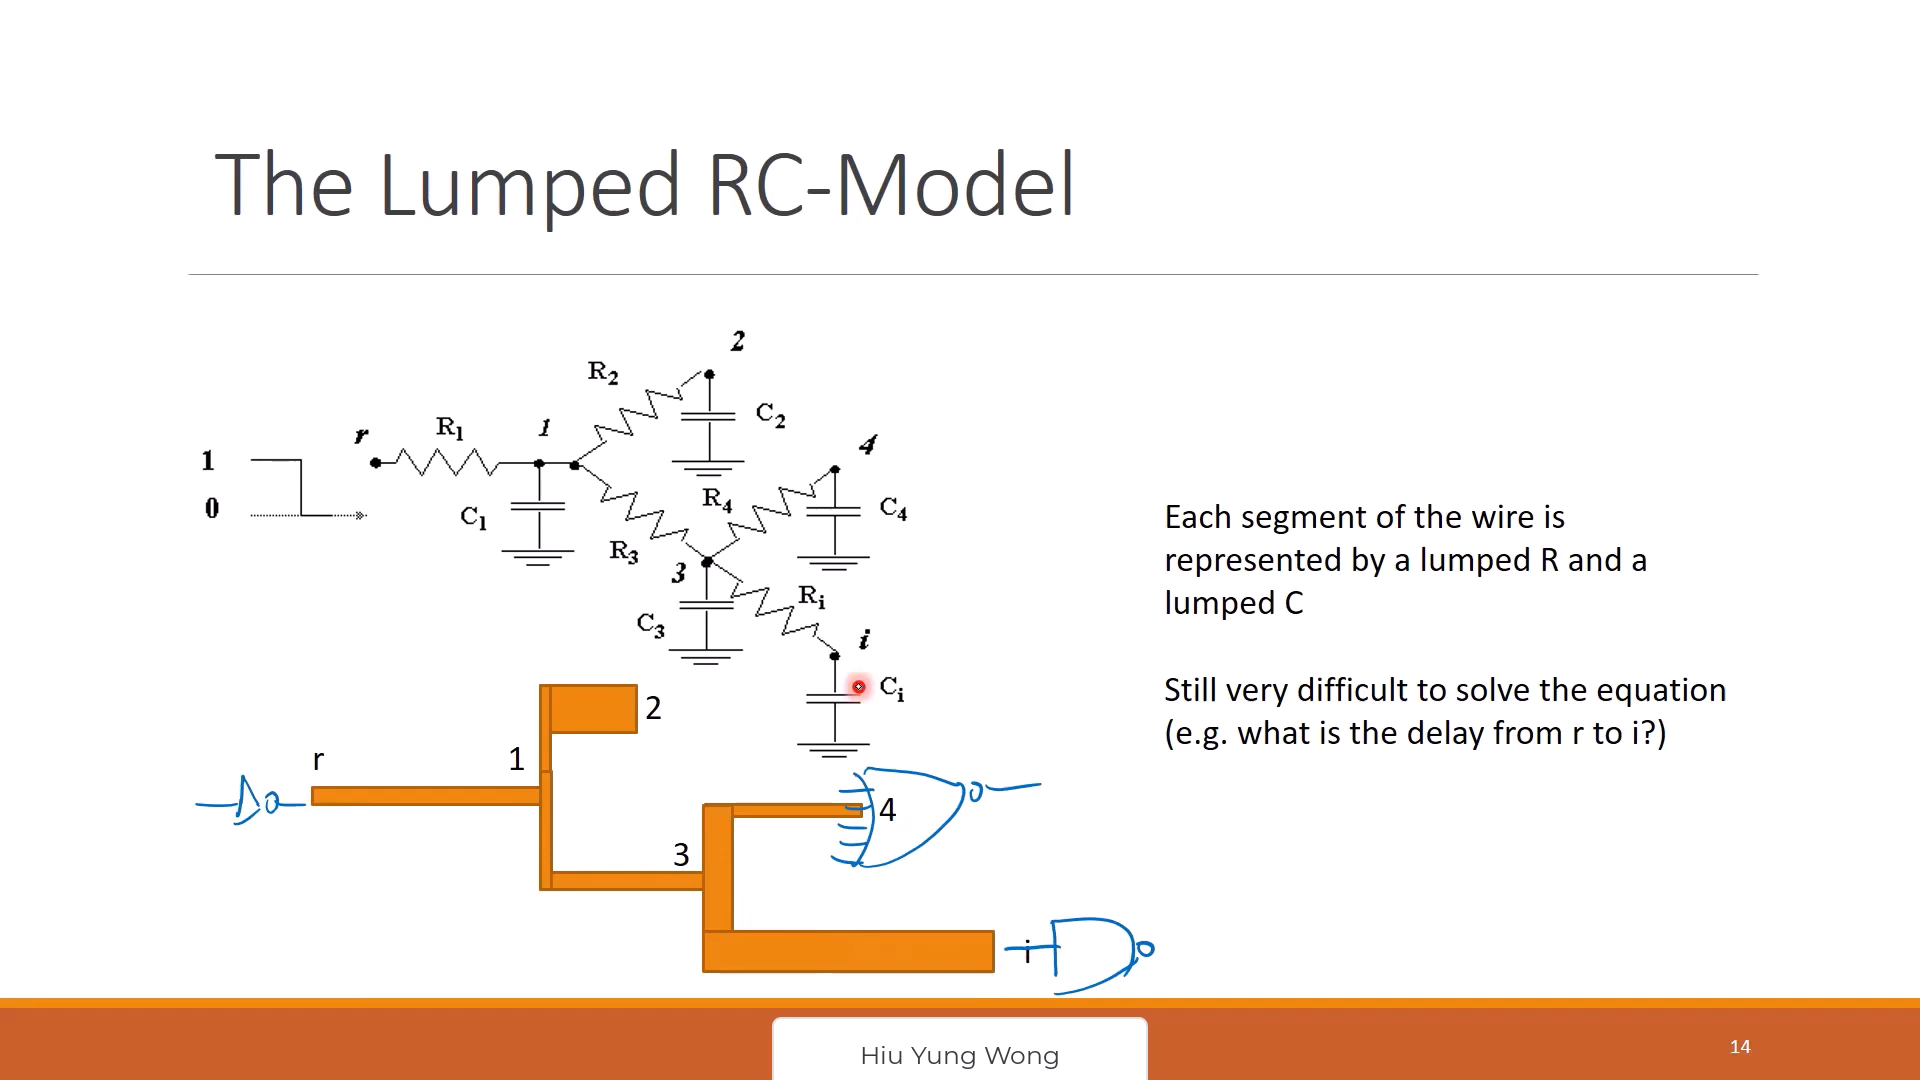 The Lumped RC-Model
2
R2
C2
r
R1
1
4
1
0
C1
R4
C4
R3
3
Ri
C3
i
Ci
Each segment of the wire is
represented by a lumped R and a
lumped C
Still very difficult to solve the equation
(e.g. what is the delay from r to i?)
2
r
1
4
3
i
Hiu Yung Wong
14